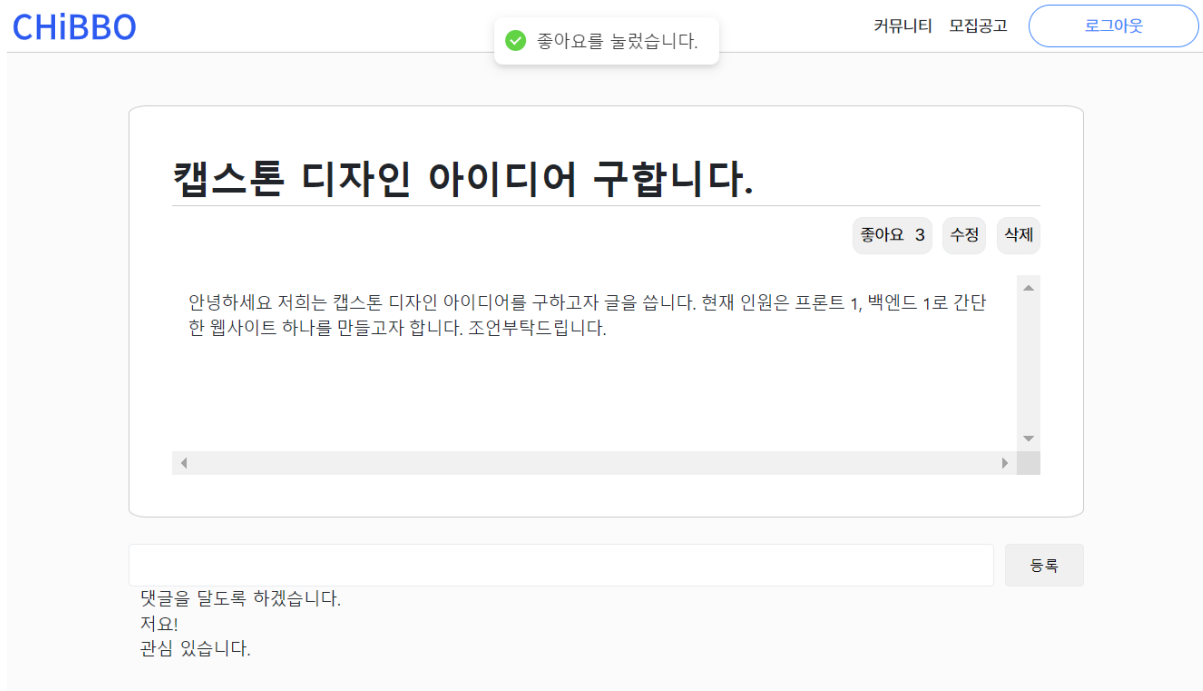 CHiBBO
좋아요를 눌렀습니다.
커뮤니티 모집공고 로그아웃
캡스톤 디자인 아이디어 구합니다.
좋아요 3 수정 삭제
안녕하세요 저희는 캡스톤 디자인 아이디어를 구하고자 글을 씁니다. 현재 인원은 프론트 1, 백엔드 1로 간단
한 웹사이트 하나를 만들고자 합니다. 조언부탁드립니다.
등록
댓글을 달도록 하겠습니다.
저요!
관심 있습니다.